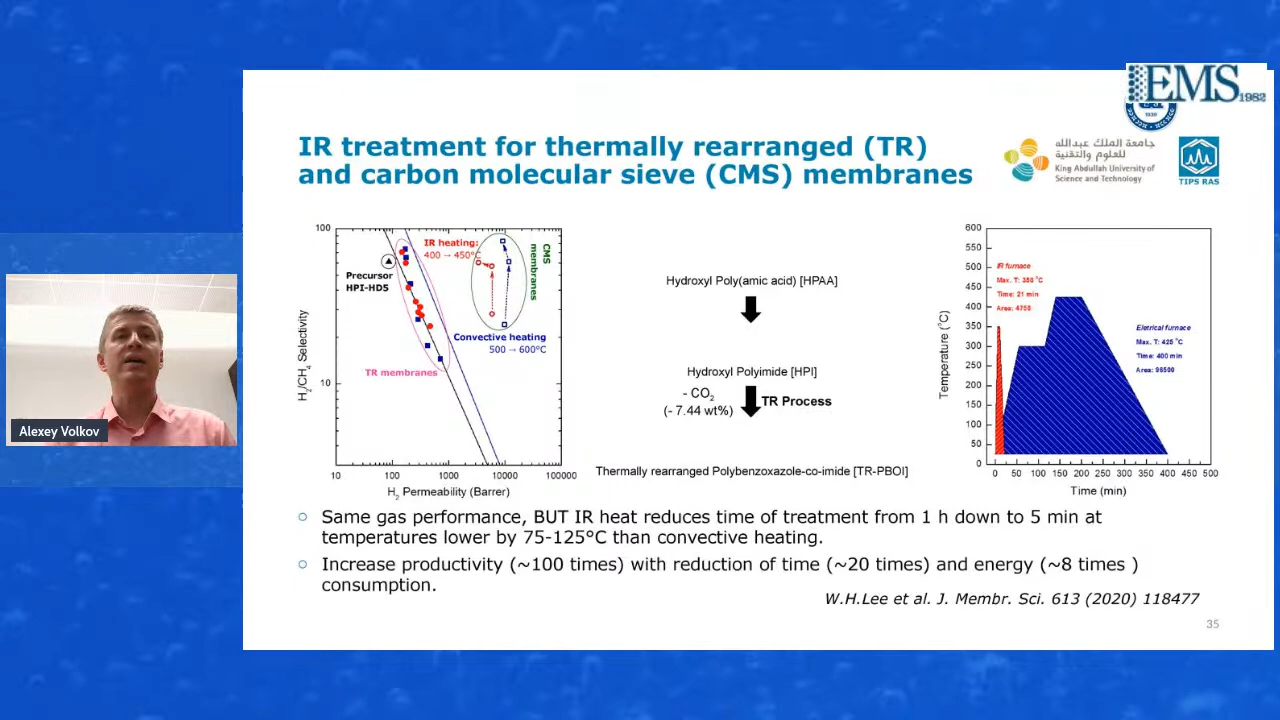 EMS 1982
IR treatment for thermally rearranged (TR)
and carbon molecular sieve (CMS) membranes
جامعة الملك عبدالله
للعلوم والتقنية
King Abdullah University of
Science and Technology
TIPS RAS
100
10
H2/CH4 Selectivity
10 100 1000 10000 100000
H2 Permeability (Barrer)
Precursor
HPI-HD5
IR heating:
400 → 450°C
CMS
membranes
Convective heating
500 → 600°C
TR membranes
Hydroxyl Poly(amic acid) [HPAA]
Hydroxyl Polyimide [HPI]
- CO2
(- 7.44 wt%)
TR Process
Thermally rearranged Polybenzoxazole-co-imide [TR-PBOI]
600
550
500
450
400
350
300
250
200
150
100
50
0
Temperature (°C)
IR furnace
Max. T: 350 °C
Time: 21 min
Area: 4750
Eletrical furnace
Max. T: 425 °C
Time: 400 min
Area: 96500
0 50 100 150 200 250 300 350 400 450 500
Time (min)
Alexey Volkov
○ Same gas performance, BUT IR heat reduces time of treatment from 1 h down to 5 min at
temperatures lower by 75-125°C than convective heating.
○ Increase productivity (~100 times) with reduction of time (~20 times) and energy (~8 times )
consumption.
W.H.Lee et al. J. Membr. Sci. 613 (2020) 118477
35